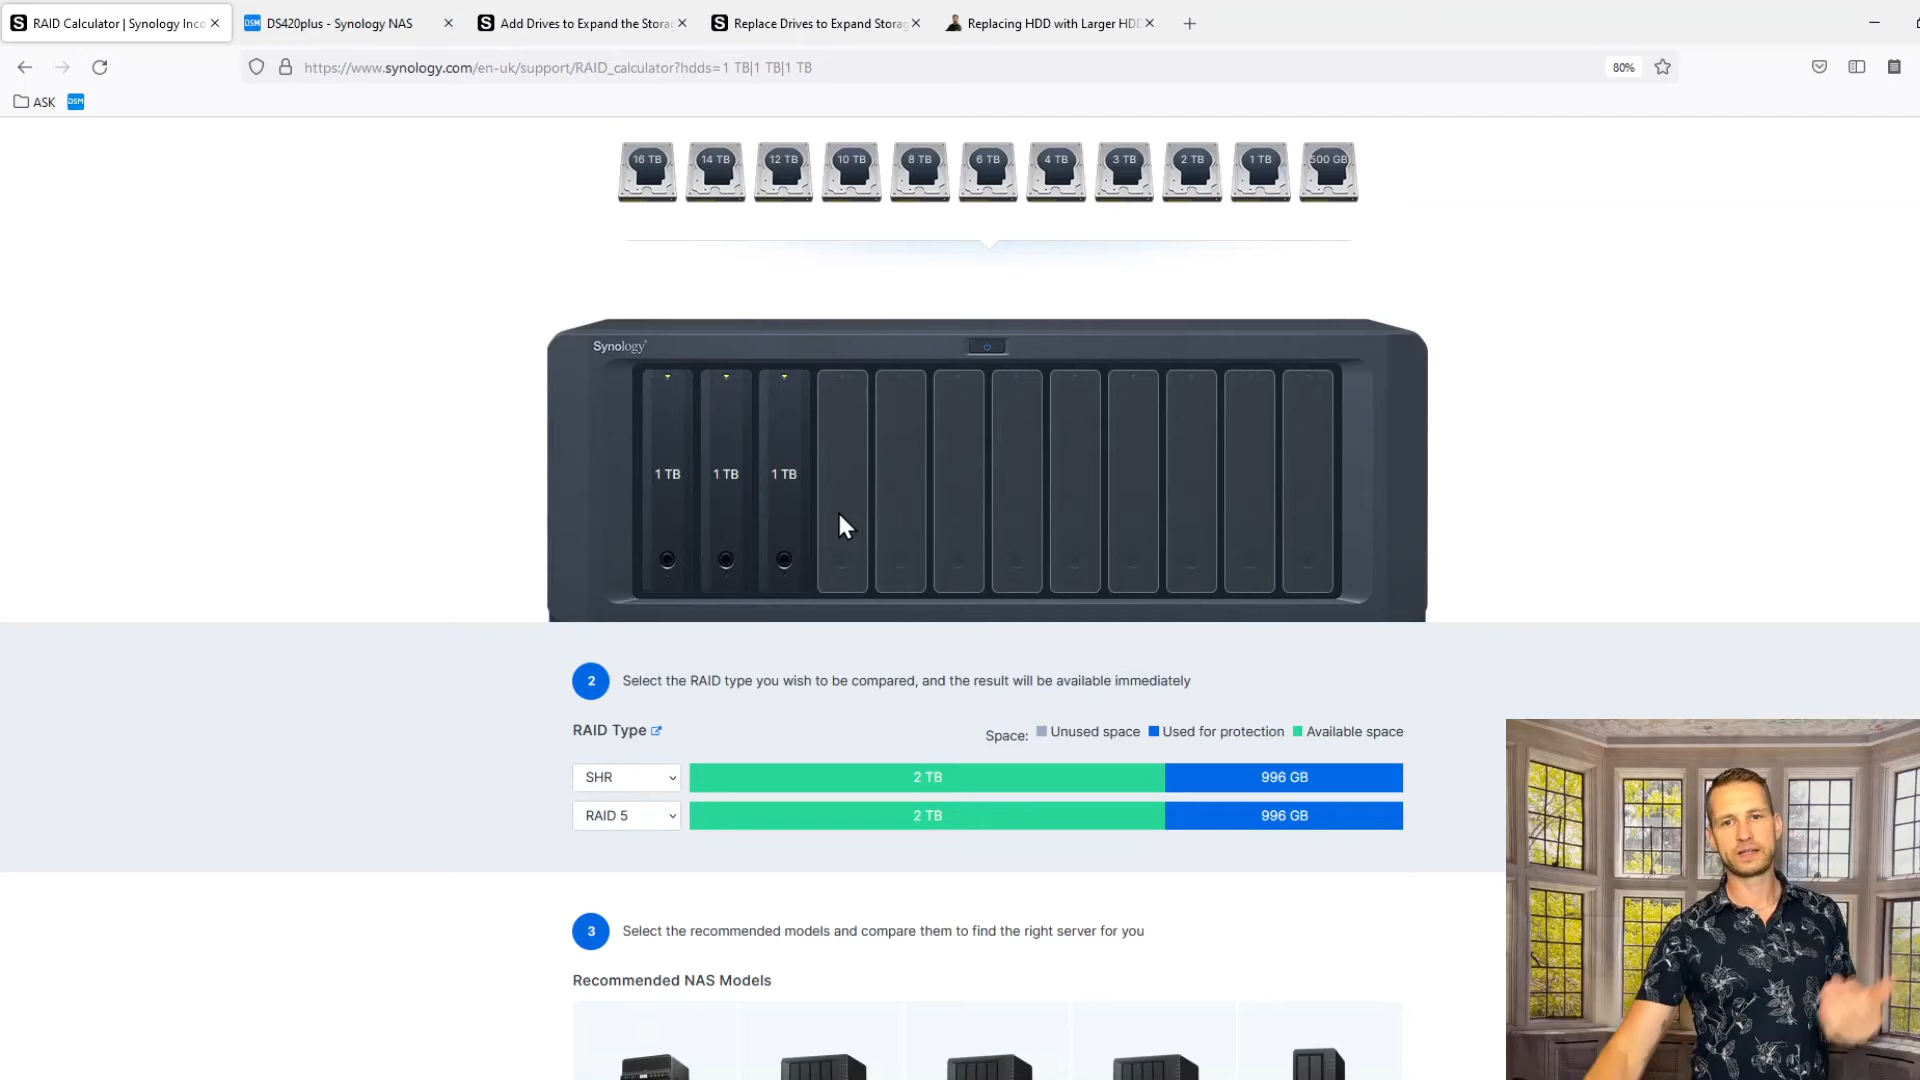 RAID Calculator | Synology Inco
DS420plus - Synology NAS
Add Drives to Expand the Storag
Replace Drives to Expand Storag
Replacing HDD with Larger HDD
https://www.synology.com/en-uk/support/RAID_calculator?hdds=1 TB|1 TB|1 TB
80%
ASK
DSM
16 TB
14 TB
12 TB
10 TB
8 TB
6 TB
4 TB
3 TB
2 TB
1 TB
500 GB
Synology
1 TB
1 TB
1 TB
2 Select the RAID type you wish to be compared, and the result will be available immediately
RAID Type
Space: Unused space Used for protection Available space
SHR 2 TB 996 GB
RAID 5 2 TB 996 GB
3 Select the recommended models and compare them to find the right server for you
Recommended NAS Models